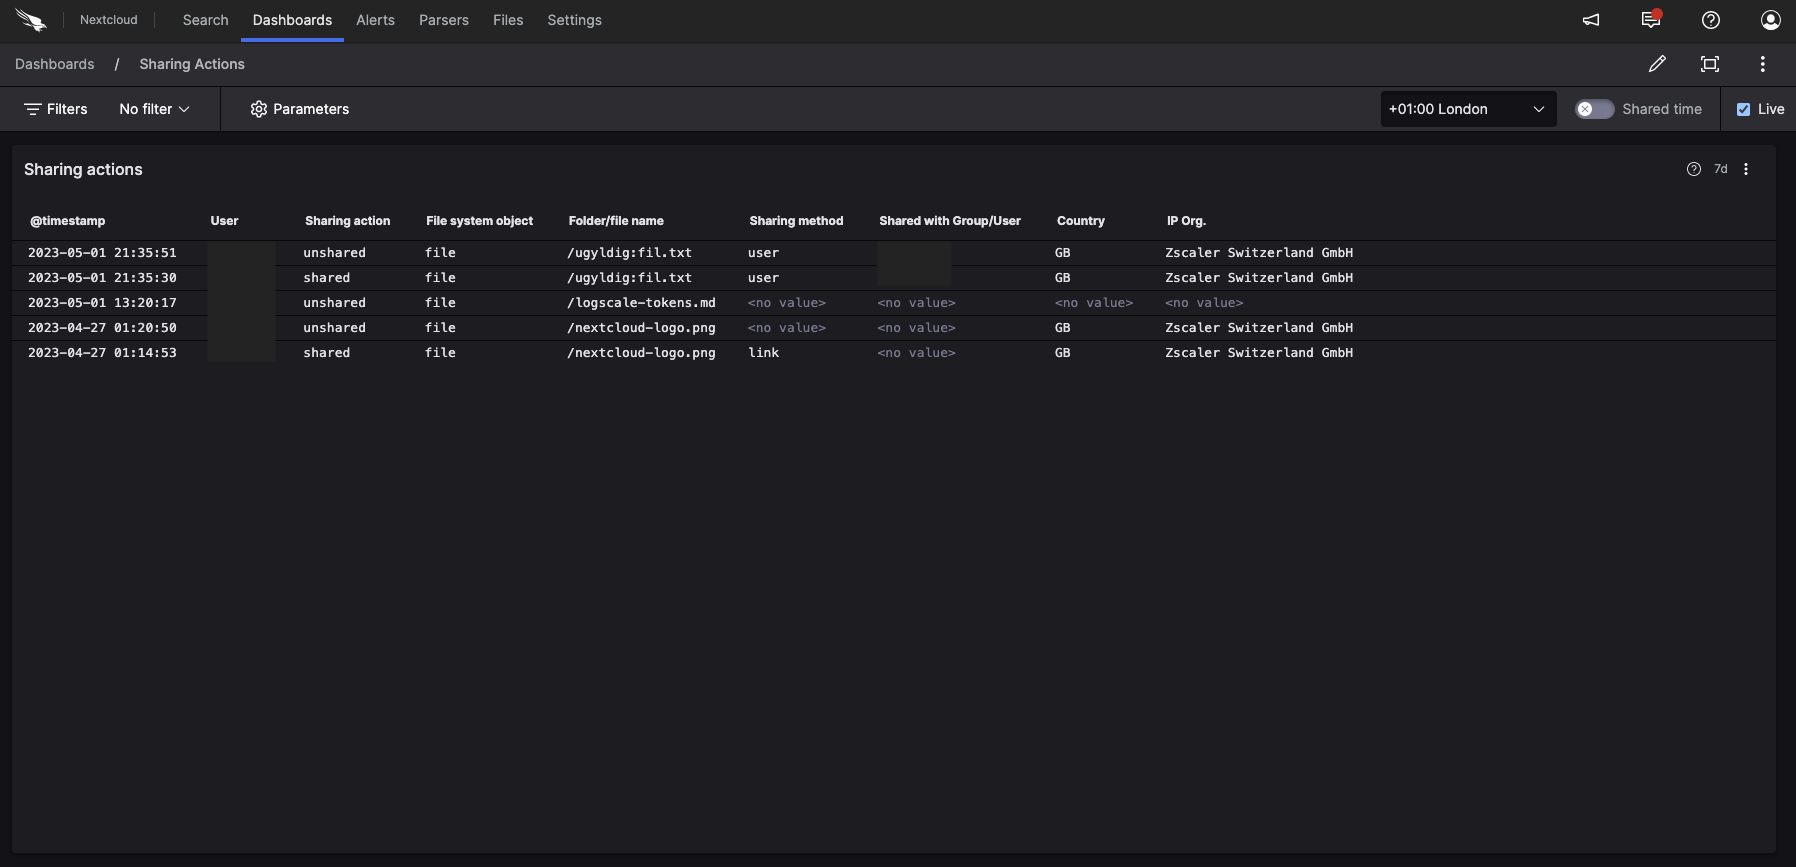 Nextcloud Search Dashboards Alerts Parsers Files Settings
Dashboards / Sharing Actions
Filters No filter Parameters +01:00 London Shared time Live
Sharing actions 7d
@timestamp User Sharing action File system object Folder/file name Sharing method Shared with Group/User Country IP Org.
2023-05-01 21:35:51 unshared file /ugyldig:fil.txt user GB Zscaler Switzerland GmbH
2023-05-01 21:35:30 shared file /ugyldig:fil.txt user GB Zscaler Switzerland GmbH
2023-05-01 13:20:17 unshared file /logscale-tokens.md <no value> <no value> <no value> <no value>
2023-04-27 01:20:50 unshared file /nextcloud-logo.png <no value> <no value> GB Zscaler Switzerland GmbH
2023-04-27 01:14:53 shared file /nextcloud-logo.png link <no value> GB Zscaler Switzerland GmbH